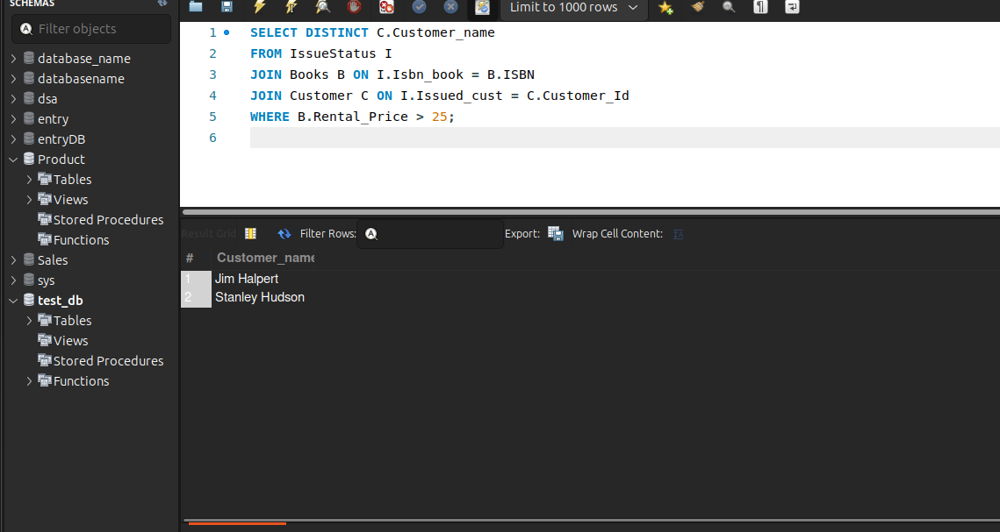 SCHEMAS
Filter objects
database_name
databasename
dsa
entry
entryDB
Product
Tables
Views
Stored Procedures
Functions
Sales
sys
test_db
Tables
Views
Stored Procedures
Functions
Limit to 1000 rows
1 SELECT DISTINCT C.Customer_name
2 FROM IssueStatus I
3 JOIN Books B ON I.Isbn_book = B.ISBN
4 JOIN Customer C ON I.Issued_cust = C.Customer_Id
5 WHERE B.Rental_Price > 25;
6
Result Grid Filter Rows: Export: Wrap Cell Content: IA
# Customer_name
1 Jim Halpert
2 Stanley Hudson